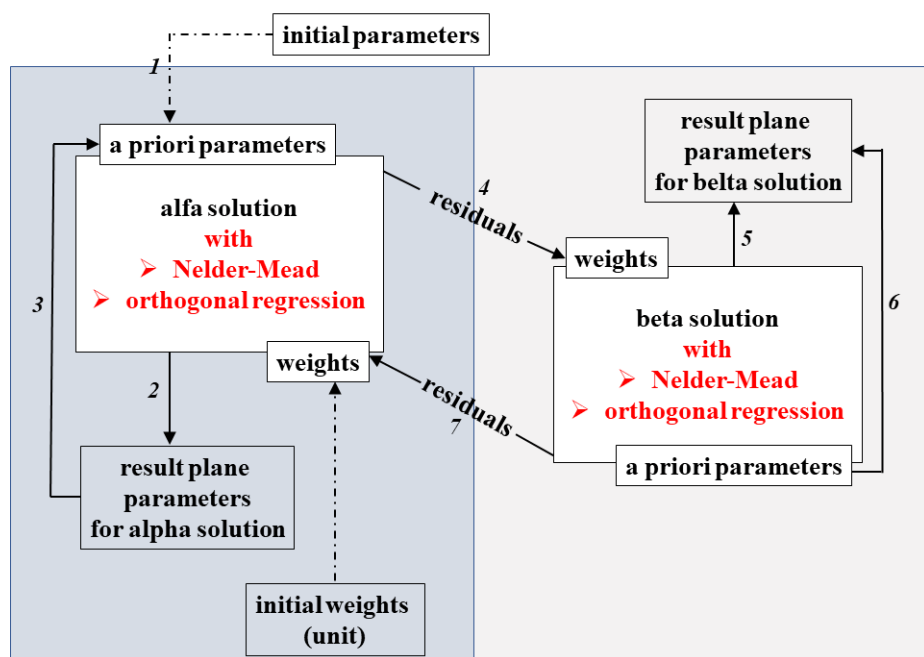 initial parameters
1
a priori parameters
alfa solution
with
➢ Nelder-Mead
➢ orthogonal regression
weights
3
2
result plane
parameters
for alpha solution
initial weights
(unit)
4
residuals
residuals
7
result plane
parameters
for belta solution
5
6
weights
beta solution
with
➢ Nelder-Mead
➢ orthogonal regression
a priori parameters